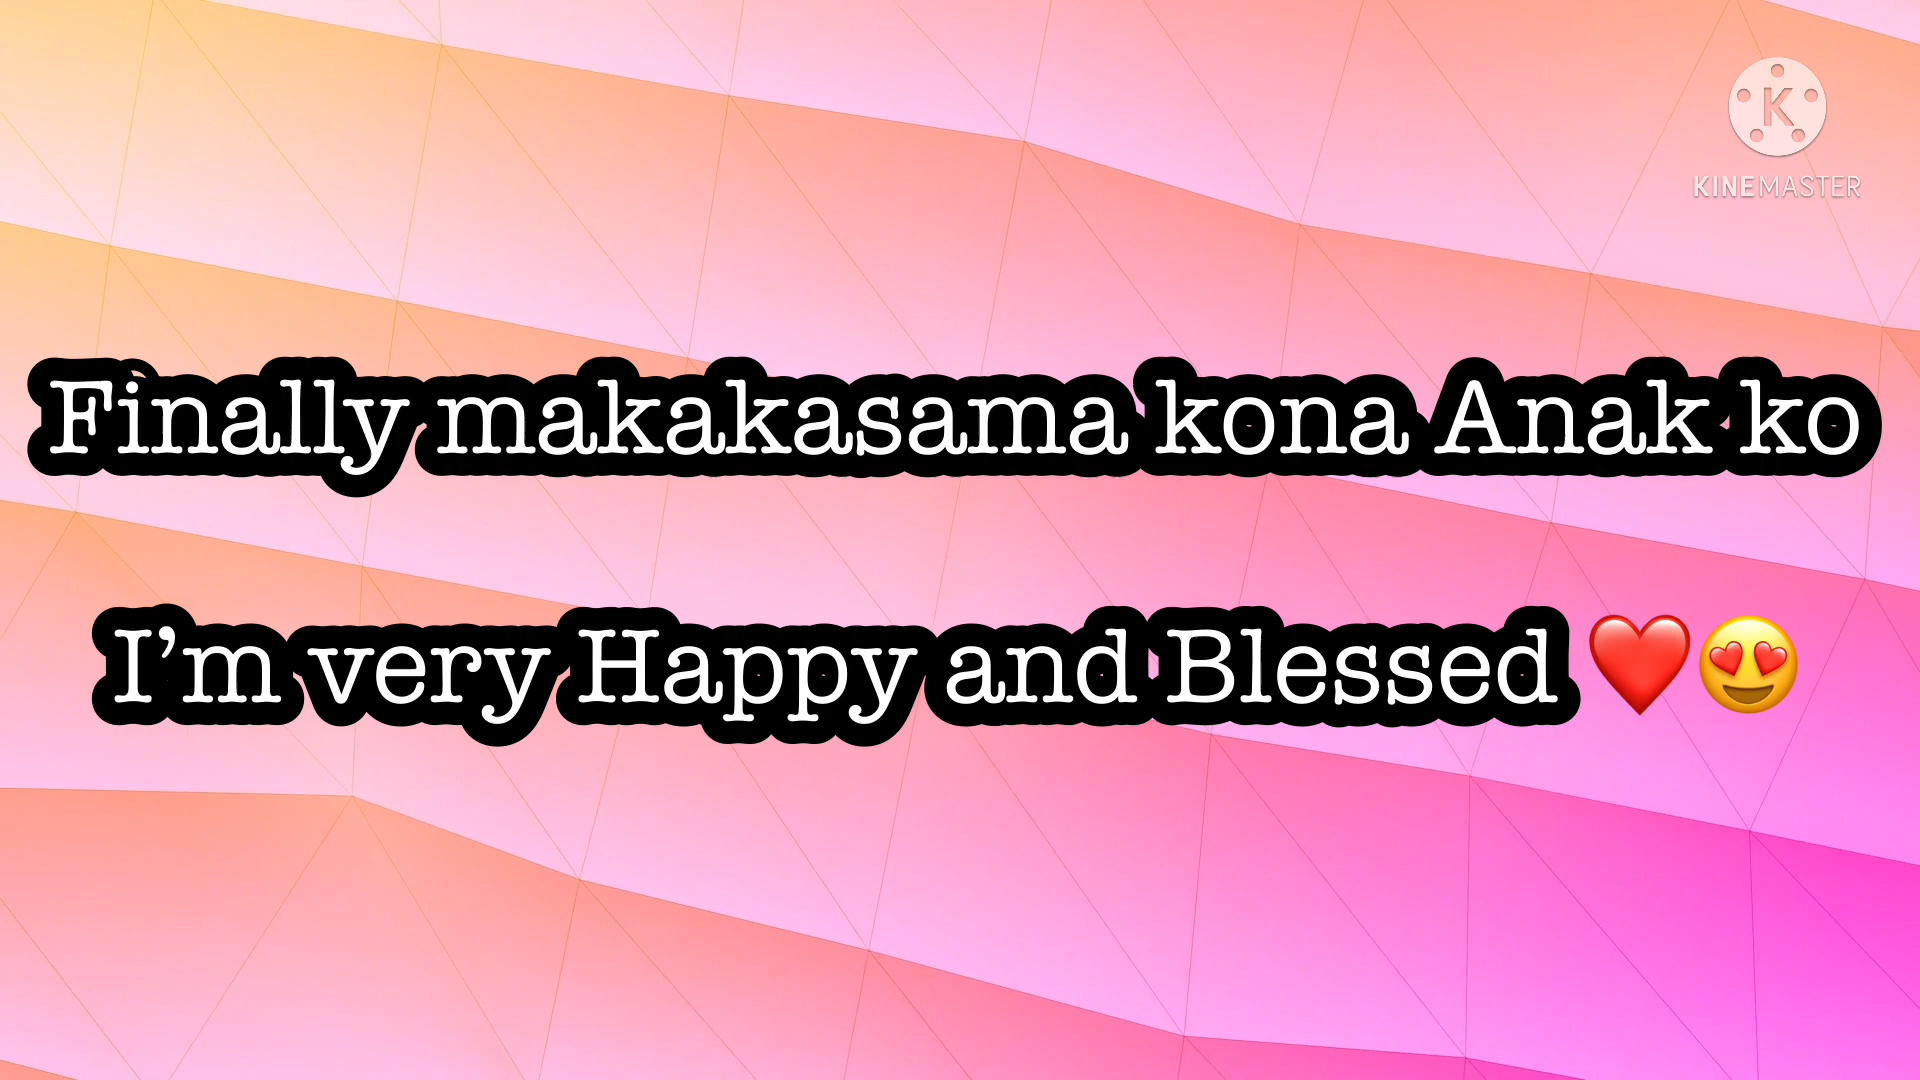 K
KINEMASTER
Finally makakasama kona Anak ko
I’m very Happy and Blessed ❤️😍